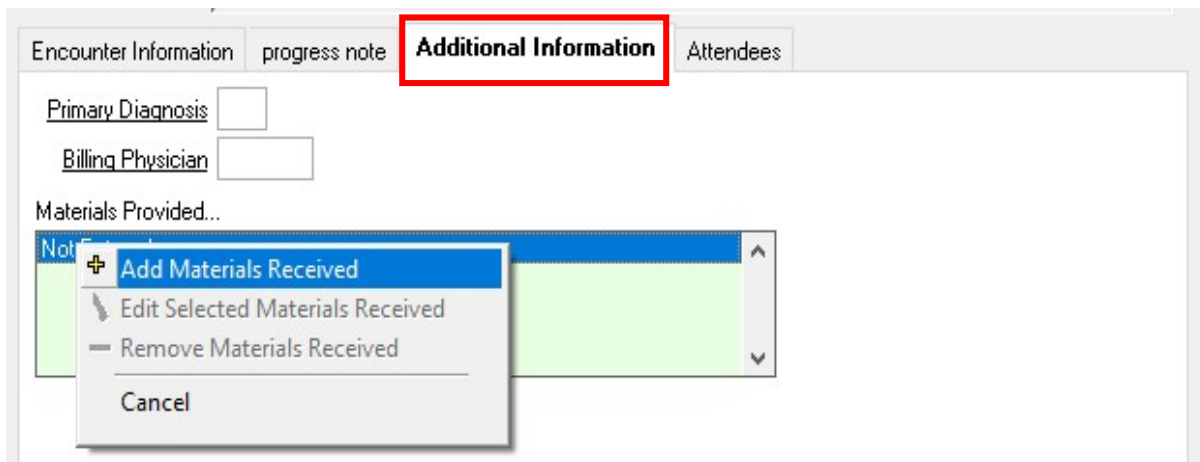 Encounter Information progress note Additional Information Attendees
Primary Diagnosis
Billing Physician
Materials Provided...
Not
Add Materials Received
Edit Selected Materials Received
Remove Materials Received
Cancel